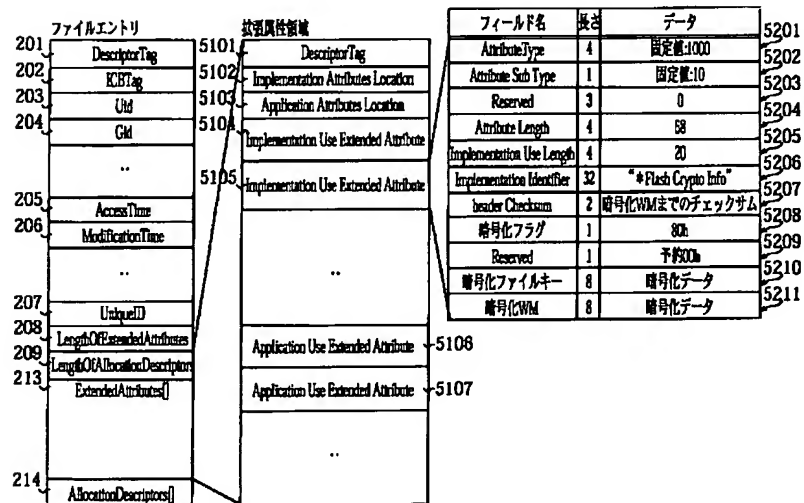 ファイルエントリ
201 DescriptorTag
202 ICBTag
203 Uid
204 Gid
..
205 AccessTime
206 ModificationTime
..
207 UniqueID
208 LengthOfExtendedAttributes
209 LengthOfAllocationDescriptors
213 ExtendedAttributes[]
214 AllocationDescriptors[]
拡張属性領域
5101 DescriptorTag
5102 Implementation Attributes Location
5103 Application Attributes Location
5104 Implementation Use Extended Attribute
5105 Implementation Use Extended Attribute
..
Application Use Extended Attribute 5106
Application Use Extended Attribute 5107
..
フィールド名 長さ データ
AttributeType 4 固定値:1000 5201
Attribute Sub Type 1 固定値:10 5202
Reserved 3 0 5203
Attribute Length 4 58 5204
Implementation Use Length 4 20 5205
Implementation Identifier 32 "*Flash Crypto Info" 5206
header Checksum 2 暗号化WMまでのチェックサム 5207
暗号化フラグ 1 80h 5208
Reserved 1 予約00h 5209
暗号化ファイルキー 8 暗号化データ 5210
暗号化WM 8 暗号化データ 5211